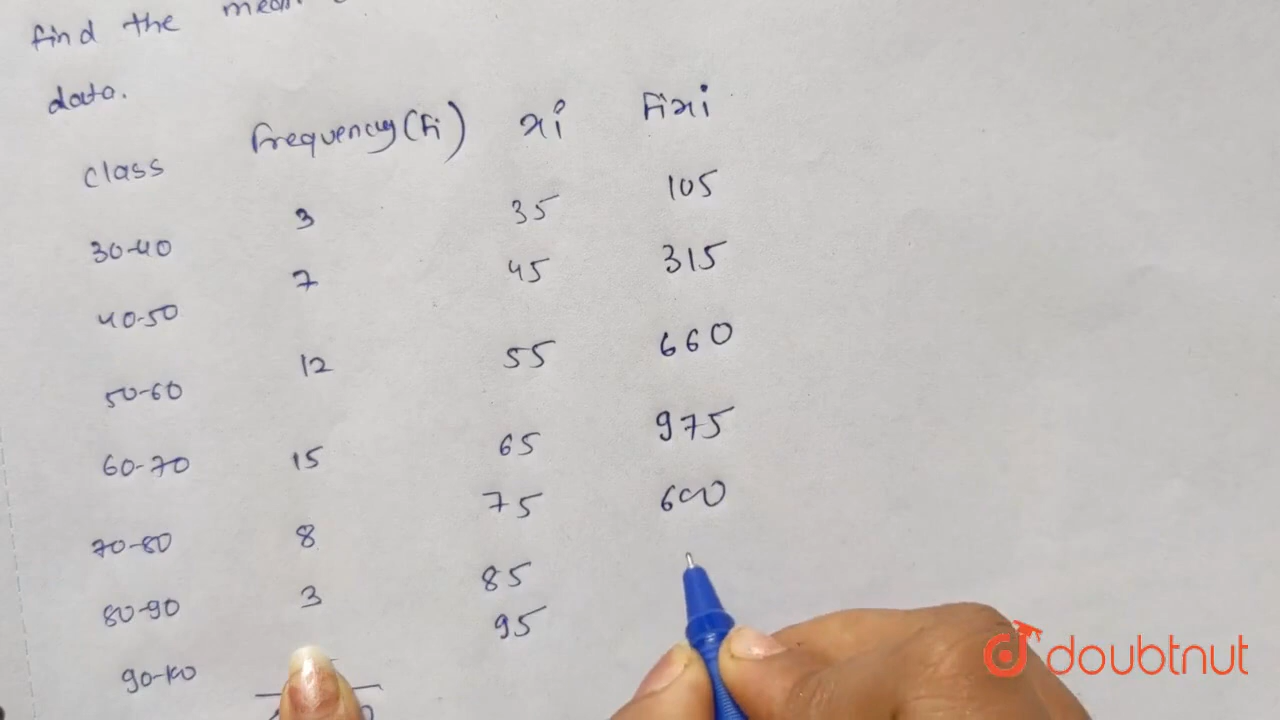 find the mean
data.
class Frequency(fi) xi Fixi
30-40 3 35 105
40-50 7 45 315
50-60 12 55 660
60-70 15 65 975
70-80 8 75 600
80-90 3 85
90-100 95
doubtnut